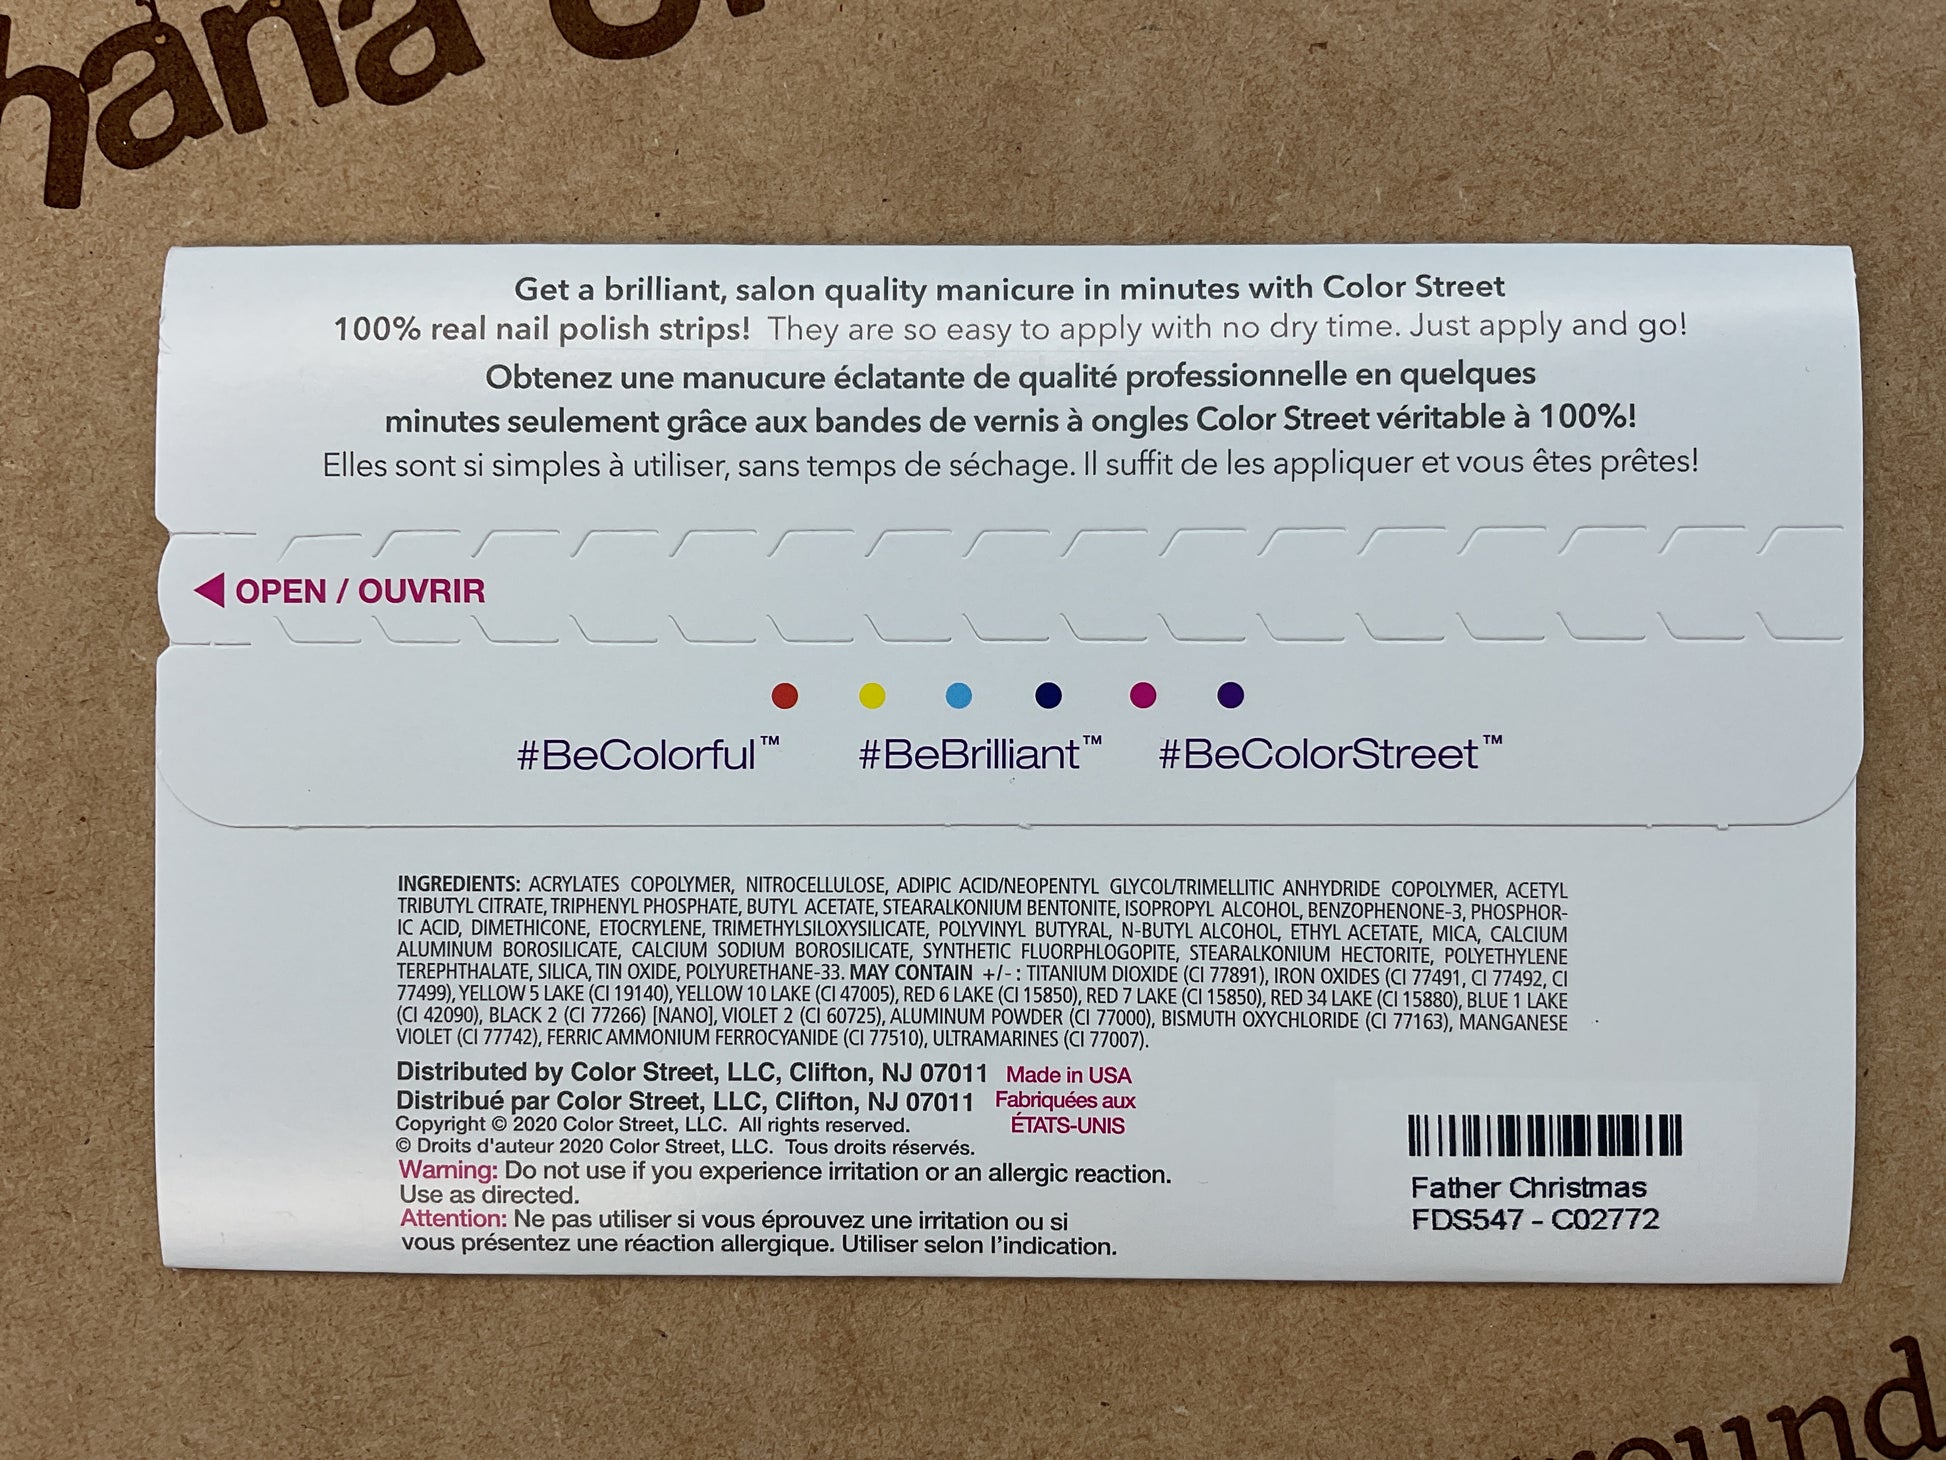 hana
Get a brilliant, salon quality manicure in minutes with Color Street
100% real nail polish strips! They are so easy to apply with no dry time. Just apply and go!
Obtenez une manucure éclatante de qualité professionnelle en quelques
minutes seulement grâce aux bandes de vernis à ongles Color Street véritable à 100%!
Elles sont si simples à utiliser, sans temps de séchage. Il suffit de les appliquer et vous êtes prêtes!
OPEN / OUVRIR
#BeColorful™ #BeBrilliant™ #BeColorStreet™
INGREDIENTS: ACRYLATES COPOLYMER, NITROCELLULOSE, ADIPIC ACID/NEOPENTYL GLYCOL/TRIMELLITIC ANHYDRIDE COPOLYMER, ACETYL
TRIBUTYL CITRATE, TRIPHENYL PHOSPHATE, BUTYL ACETATE, STEARALKONIUM BENTONITE, ISOPROPYL ALCOHOL, BENZOPHENONE-3, PHOSPHOR-
IC ACID, DIMETHICONE, ETOCRYLENE, TRIMETHYLSILOXYSILICATE, POLYVINYL BUTYRAL, N-BUTYL ALCOHOL, ETHYL ACETATE, MICA, CALCIUM
ALUMINUM BOROSILICATE, CALCIUM SODIUM BOROSILICATE, SYNTHETIC FLUORPHLOGOPITE, STEARALKONIUM HECTORITE, POLYETHYLENE
TEREPHTHALATE, SILICA, TIN OXIDE, POLYURETHANE-33. MAY CONTAIN +/- : TITANIUM DIOXIDE (CI 77891), IRON OXIDES (CI 77491, CI 77492, CI
77499), YELLOW 5 LAKE (CI 19140), YELLOW 10 LAKE (CI 47005), RED 6 LAKE (CI 15850), RED 7 LAKE (CI 15850), RED 34 LAKE (CI 15880), BLUE 1 LAKE
(CI 42090), BLACK 2 (CI 77266) [NANO], VIOLET 2 (CI 60725), ALUMINUM POWDER (CI 77000), BISMUTH OXYCHLORIDE (CI 77163), MANGANESE
VIOLET (CI 77742), FERRIC AMMONIUM FERROCYANIDE (CI 77510), ULTRAMARINES (CI 77007).
Distributed by Color Street, LLC, Clifton, NJ 07011 Made in USA
Distribué par Color Street, LLC, Clifton, NJ 07011 Fabriquées aux
ÉTATS-UNIS
Copyright © 2020 Color Street, LLC. All rights reserved.
© Droits d'auteur 2020 Color Street, LLC. Tous droits réservés.
Warning: Do not use if you experience irritation or an allergic reaction.
Use as directed.
Attention: Ne pas utiliser si vous éprouvez une irritation ou si
vous présentez une réaction allergique. Utiliser selon l'indication.
Father Christmas
FDS547 - C02772
round